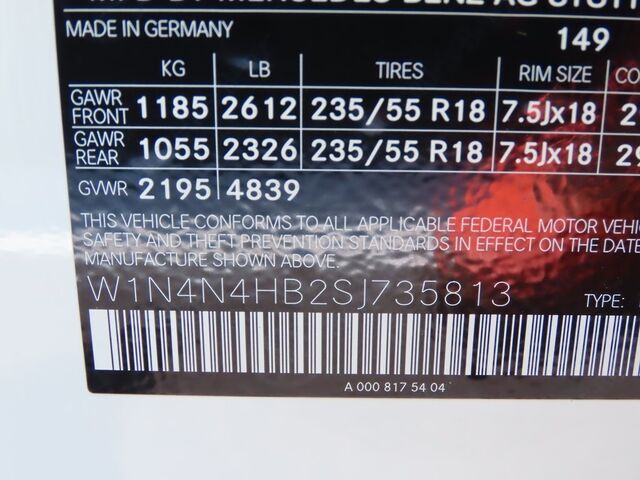 MADE IN GERMANY 149
KG LB TIRES RIM SIZE
GAWR FRONT 1185 2612 235/55 R18 7.5Jx18
GAWR REAR 1055 2326 235/55 R18 7.5Jx18
GVWR 2195 4839
THIS VEHICLE CONFORMS TO ALL APPLICABLE FEDERAL MOTOR
SAFETY AND THEFT PREVENTION STANDARDS IN EFFECT ON THE DATE
MANUFACTURE SHOWN ABOVE.
W1N4N4HB2SJ735813 TYPE:
A 000 817 54 04